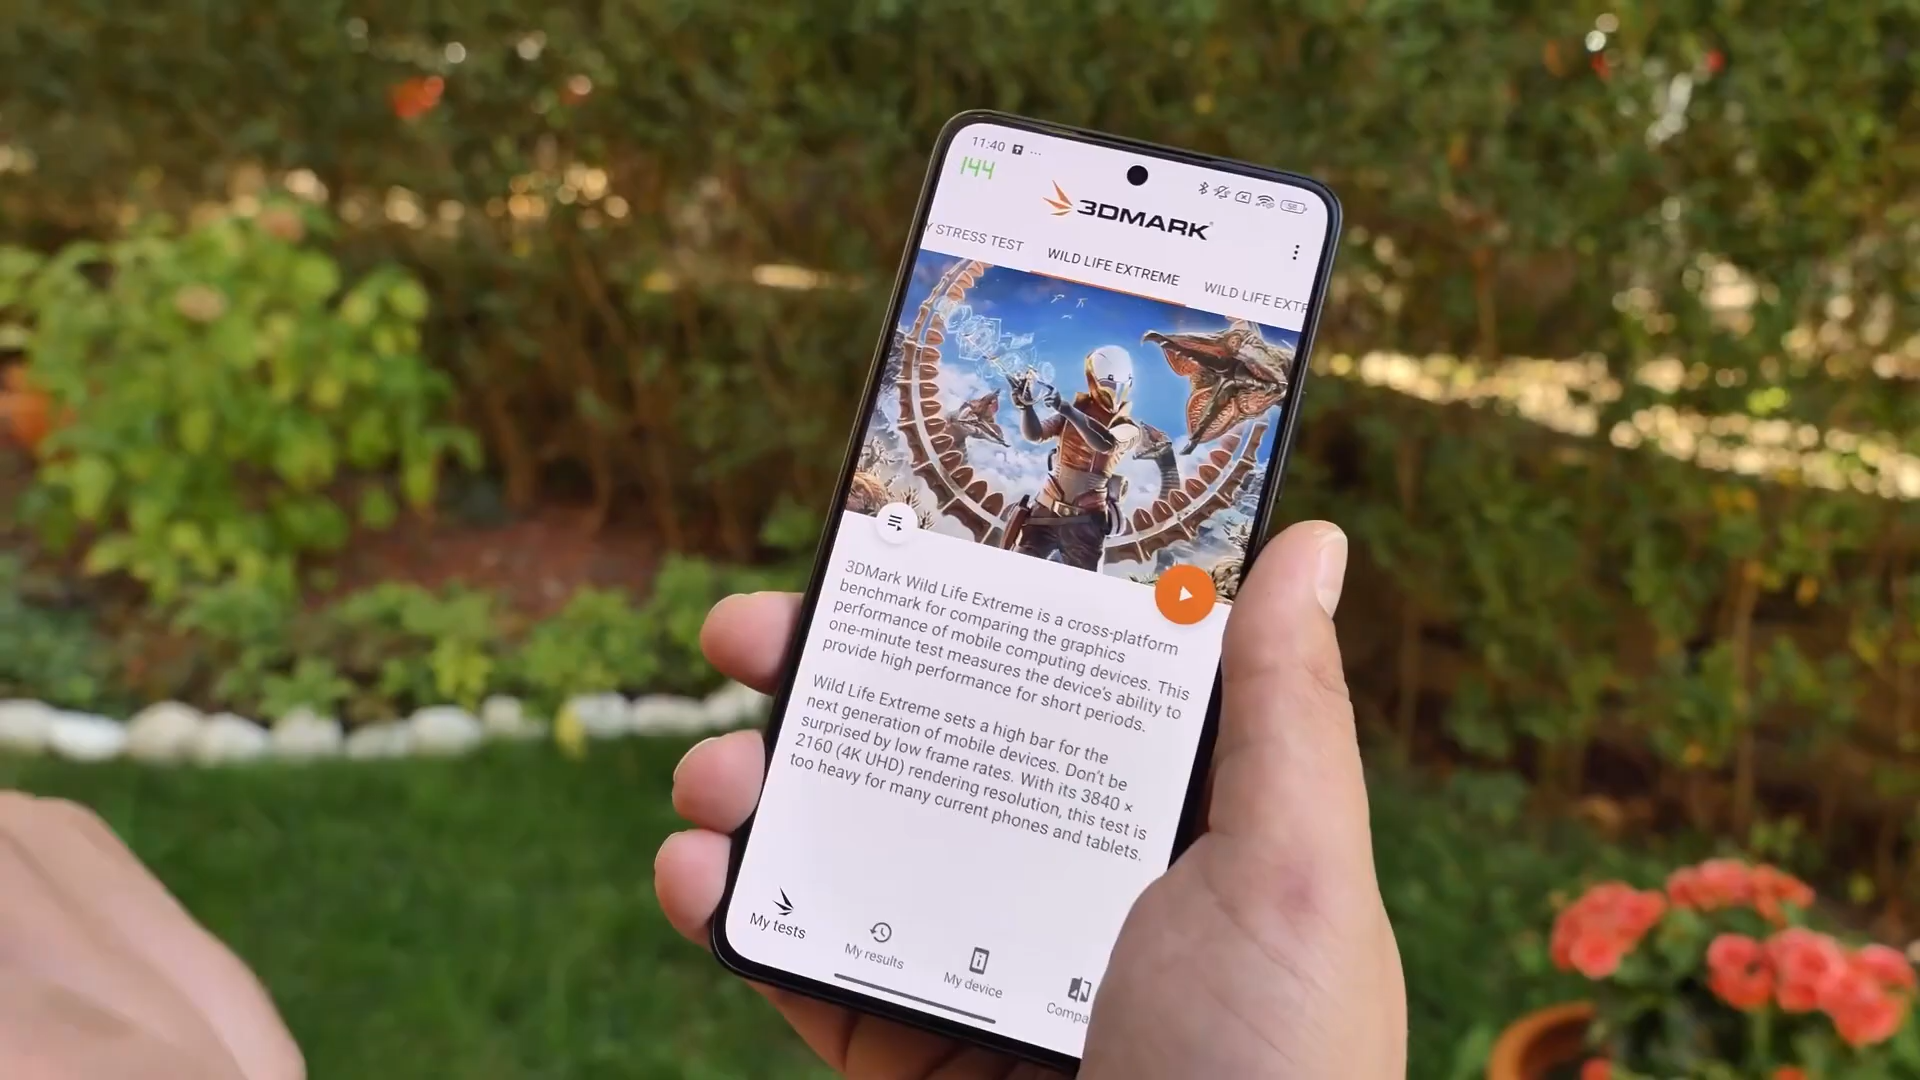 11:40
144
3DMARK
Y STRESS TEST
WILD LIFE EXTREME
WILD LIFE EXTR
3DMark Wild Life Extreme is a cross-platform
benchmark for comparing the graphics
performance of mobile computing devices. This
one-minute test measures the device's ability to
provide high performance for short periods.
Wild Life Extreme sets a high bar for the
next generation of mobile devices. Don't be
surprised by low frame rates. With its 3840 ×
2160 (4K UHD) rendering resolution, this test is
too heavy for many current phones and tablets.
My tests
My results
My device
Compa